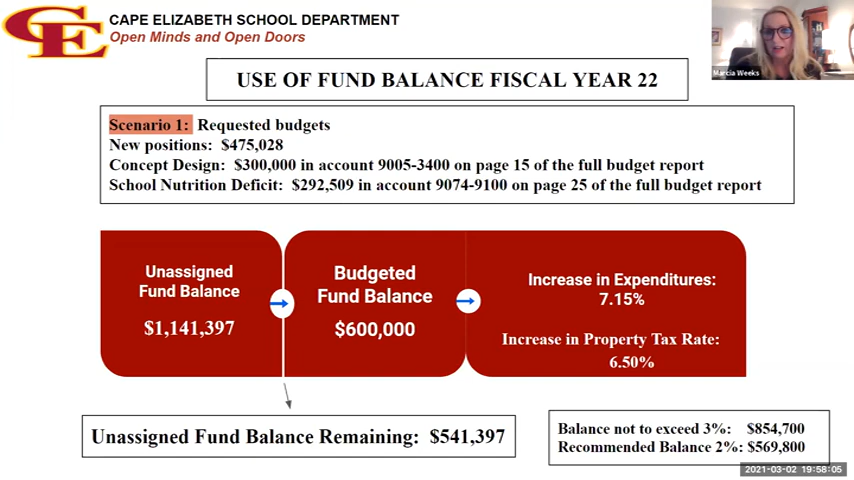 CE
CAPE ELIZABETH SCHOOL DEPARTMENT
Open Minds and Open Doors
Marcia Weeks
USE OF FUND BALANCE FISCAL YEAR 22
Scenario 1: Requested budgets
New positions: $475,028
Concept Design: $300,000 in account 9005-3400 on page 15 of the full budget report
School Nutrition Deficit: $292,509 in account 9074-9100 on page 25 of the full budget report
Unassigned
Fund Balance
$1,141,397
Budgeted
Fund Balance
$600,000
Increase in Expenditures:
7.15%
Increase in Property Tax Rate:
6.50%
Unassigned Fund Balance Remaining: $541,397
Balance not to exceed 3%: $854,700
Recommended Balance 2%: $569,800
2021-03-02 19:58:05